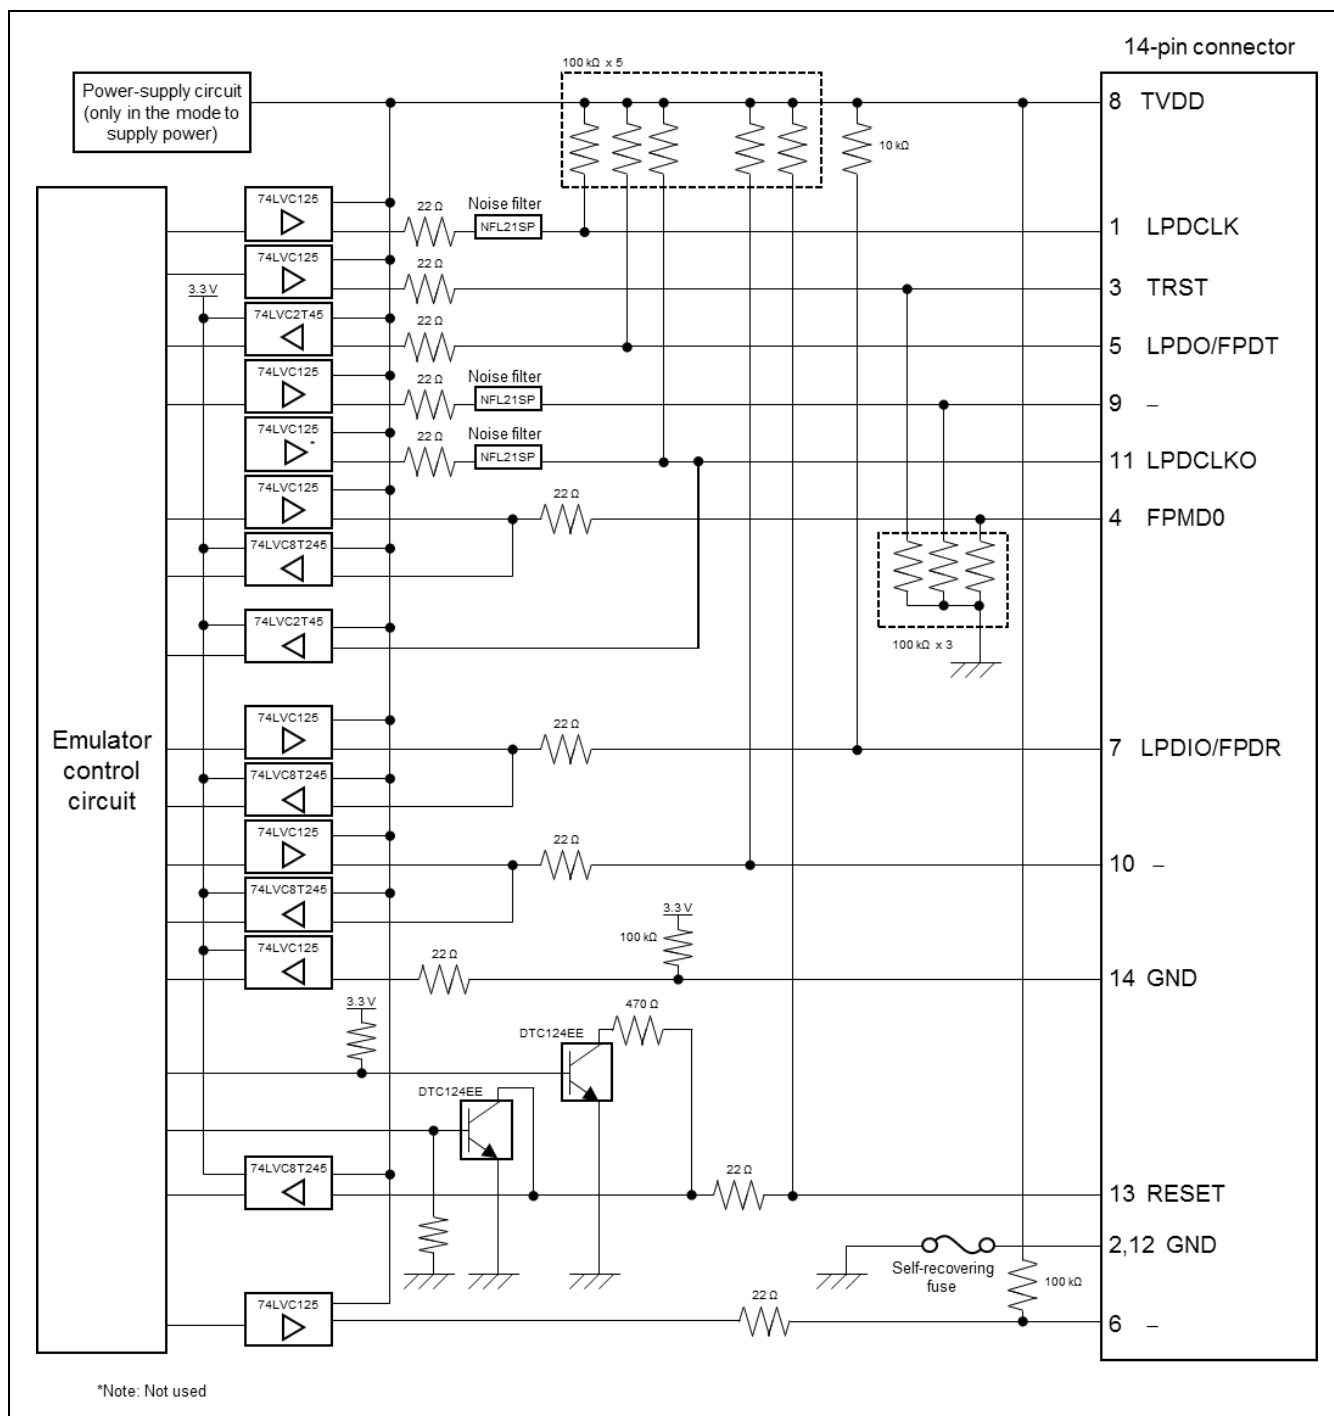 14-pin connector
100 kΩ x 5
Power-supply circuit
(only in the mode to
supply power)
8 TVDD
10 kΩ
74LVC125
22 Ω
Noise filter
NFL21SP
1 LPDCLK
74LVC125
22 Ω
3 TRST
3.3 V
74LVC2T45
22 Ω
5 LPDO/FPDT
74LVC125
22 Ω
Noise filter
NFL21SP
9 –
74LVC125
*
22 Ω
Noise filter
NFL21SP
11 LPDCLKO
74LVC125
22 Ω
4 FPMD0
74LVC8T245
74LVC2T45
100 kΩ x 3
Emulator
control
circuit
74LVC125
22 Ω
7 LPDIO/FPDR
74LVC8T245
74LVC125
22 Ω
10 –
74LVC8T245
3.3 V
100 kΩ
74LVC125
22 Ω
14 GND
3.3 V
470 Ω
DTC124EE
DTC124EE
74LVC8T245
22 Ω
13 RESET
2,12 GND
Self-recovering
fuse
100 kΩ
74LVC125
22 Ω
6 –
*Note: Not used